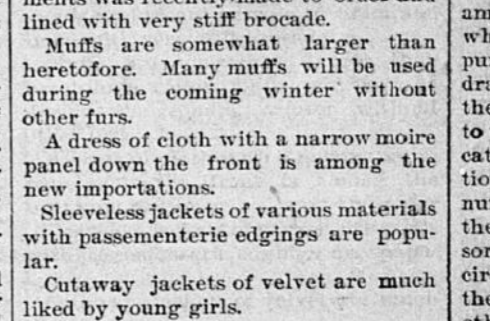 lined with very stiff brocade.
Muffs are somewhat larger than
heretofore. Many muffs will be used
during the coming winter without
other furs.
A dress of cloth with a narrow moire
panel down the front is among the
new importations.
Sleeveless jackets of various materials
with passementerie edgings are popu-
lar.
Cutaway jackets of velvet are much
liked by young girls.